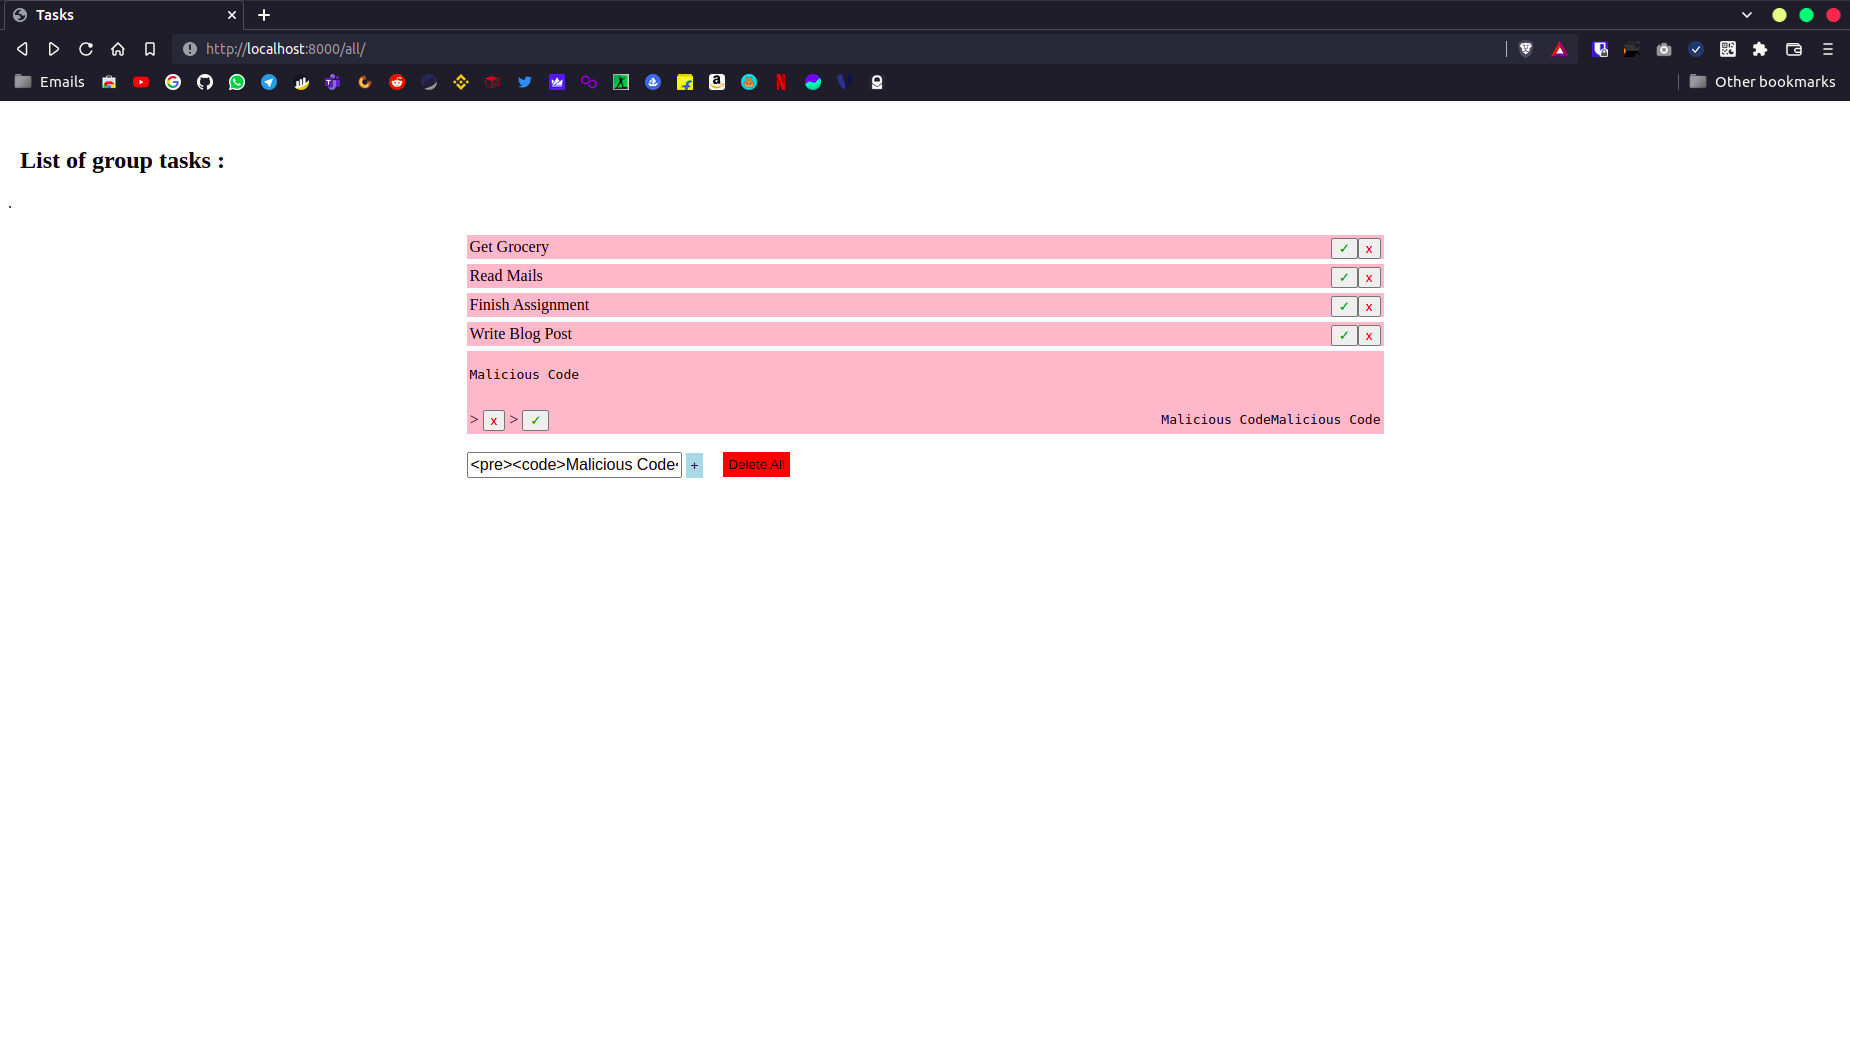 Tasks
http://localhost:8000/all/
Emails
Other bookmarks
List of group tasks :
.
Get Grocery ✓ x
Read Mails ✓ x
Finish Assignment ✓ x
Write Blog Post ✓ x
Malicious Code
> x > ✓ Malicious CodeMalicious Code
<pre><code>Malicious Code + Delete All